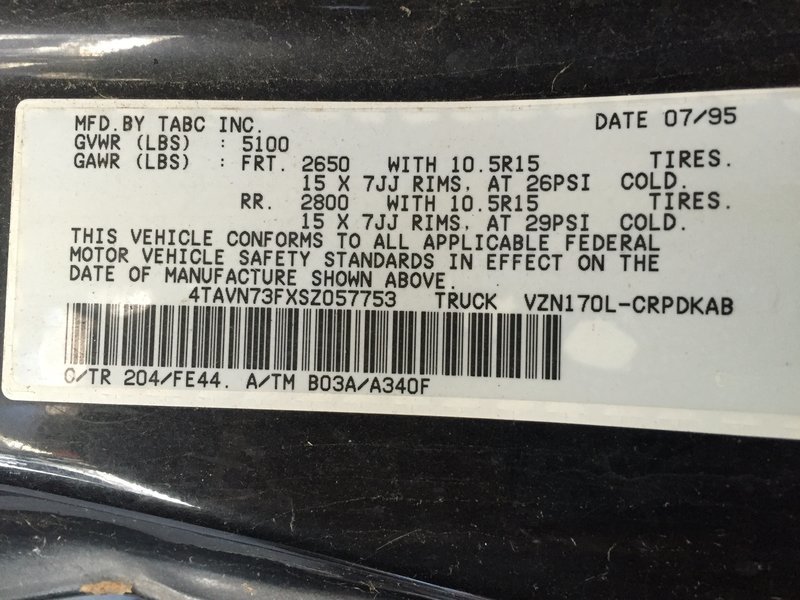 MFD.BY TABC INC. DATE 07/95
GVWR (LBS) : 5100
GAWR (LBS) : FRT. 2650 WITH 10.5R15 TIRES.
15 X 7JJ RIMS, AT 26PSI COLD.
RR. 2800 WITH 10.5R15 TIRES.
15 X 7JJ RIMS, AT 29PSI COLD.
THIS VEHICLE CONFORMS TO ALL APPLICABLE FEDERAL
MOTOR VEHICLE SAFETY STANDARDS IN EFFECT ON THE
DATE OF MANUFACTURE SHOWN ABOVE.
4TAVN73FXSZ057753 TRUCK VZN170L-CRPDKAB
C/TR 204/FE44. A/TM B03A/A340F